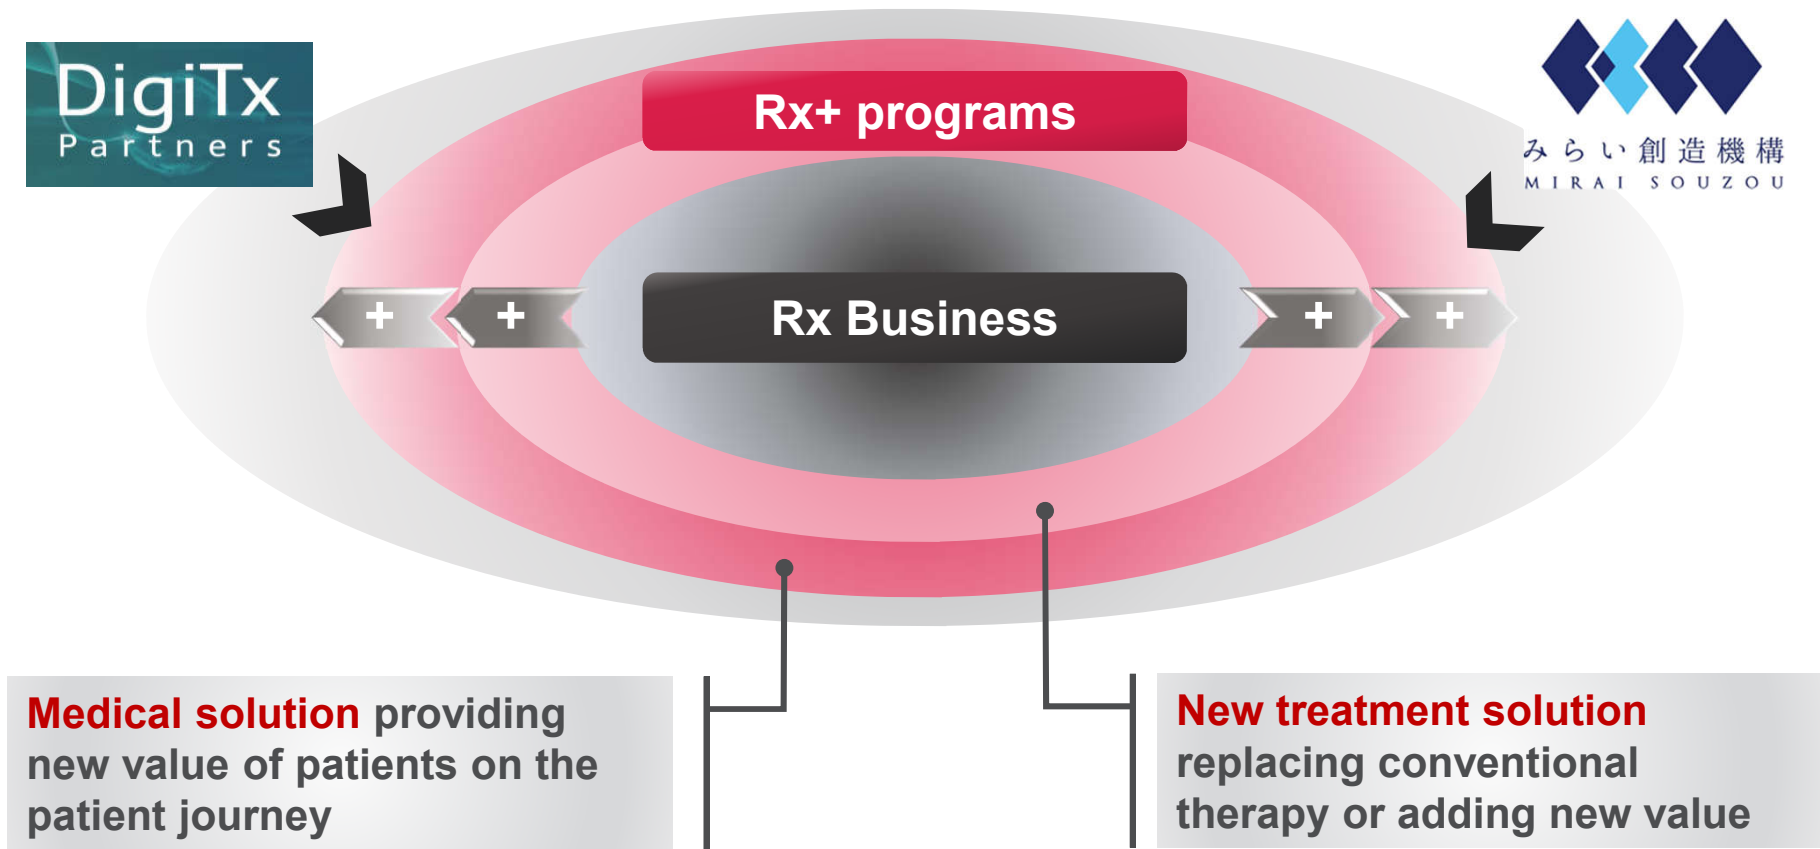 DigiTx
Partners
Rx+ programs
みらい創造機構
MIRAI SOUZOU
+ + Rx Business + +
Medical solution providing
new value of patients on the
patient journey
New treatment solution
replacing conventional
therapy or adding new value